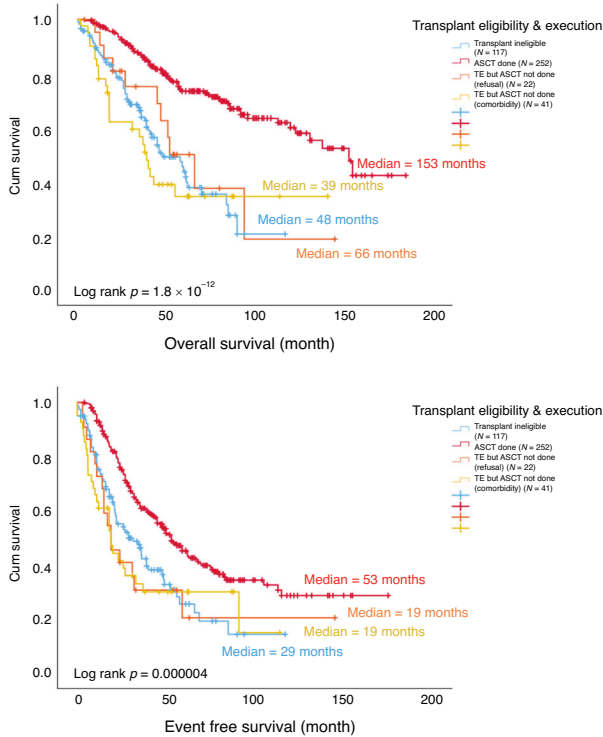 Transplant eligibility & execution
Transplant ineligible
(N = 117)
ASCT done (N = 252)
TE but ASCT not done
(refusal) (N = 22)
TE but ASCT not done
(comorbidity) (N = 41)
Cum survival
1.0
0.8
0.6
0.4
0.2
0.0
Median = 153 months
Median = 39 months
Median = 48 months
Median = 66 months
Log rank p = 1.8 × 10⁻¹²
0 50 100 150 200
Overall survival (month)
Transplant eligibility & execution
Transplant ineligible
(N = 117)
ASCT done (N = 252)
TE but ASCT not done
(refusal) (N = 22)
TE but ASCT not done
(comorbidity) (N = 41)
Cum survival
1.0
0.8
0.6
0.4
0.2
0.0
Median = 53 months
Median = 19 months
Median = 19 months
Median = 29 months
Log rank p = 0.000004
0 50 100 150 200
Event free survival (month)